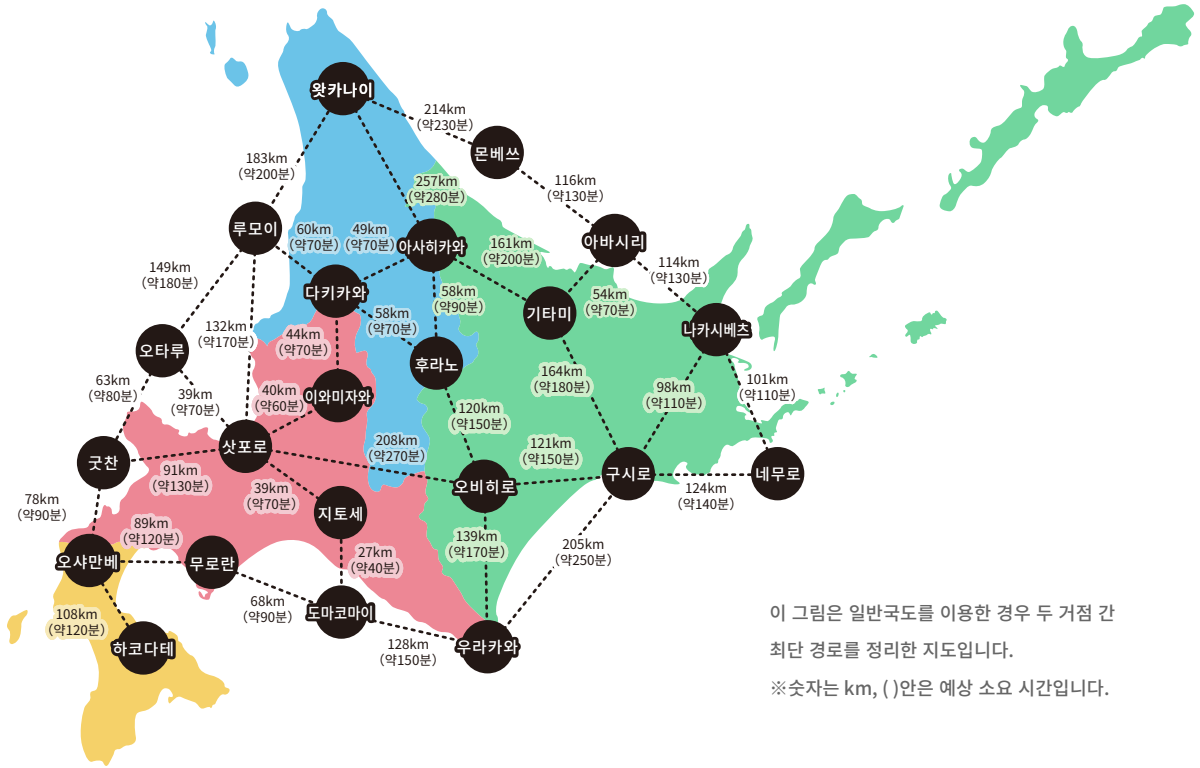 왓카나이
214km
(약230분)
몬베쓰
183km
(약200분)
257km
(약280분)
116km
(약130분)
루모이
60km
(약70분)
49km
(약70분)
아사히카와
161km
(약200분)
아바시리
114km
(약130분)
149km
(약180분)
다키카와
58km
(약70분)
58km
(약90분)
기타미
54km
(약70분)
나카시베츠
132km
(약170분)
44km
(약70분)
오타루
후라노
63km
(약80분)
39km
(약70분)
40km
(약60분)
이와미자와
164km
(약180분)
98km
(약110분)
101km
(약110분)
120km
(약150분)
삿포로
208km
(약270분)
121km
(약150분)
굿찬
91km
(약130분)
39km
(약70분)
오비히로
구시로
124km
(약140분)
네무로
78km
(약90분)
89km
(약120분)
지토세
139km
(약170분)
205km
(약250분)
오샤만베
무로란
27km
(약40분)
68km
(약90분)
도마코마이
108km
(약120분)
하코다테
128km
(약150분)
우라카와
이 그림은 일반국도를 이용한 경우 두 거점 간
최단 경로를 정리한 지도입니다.
※숫자는 km, ( )안은 예상 소요 시간입니다.